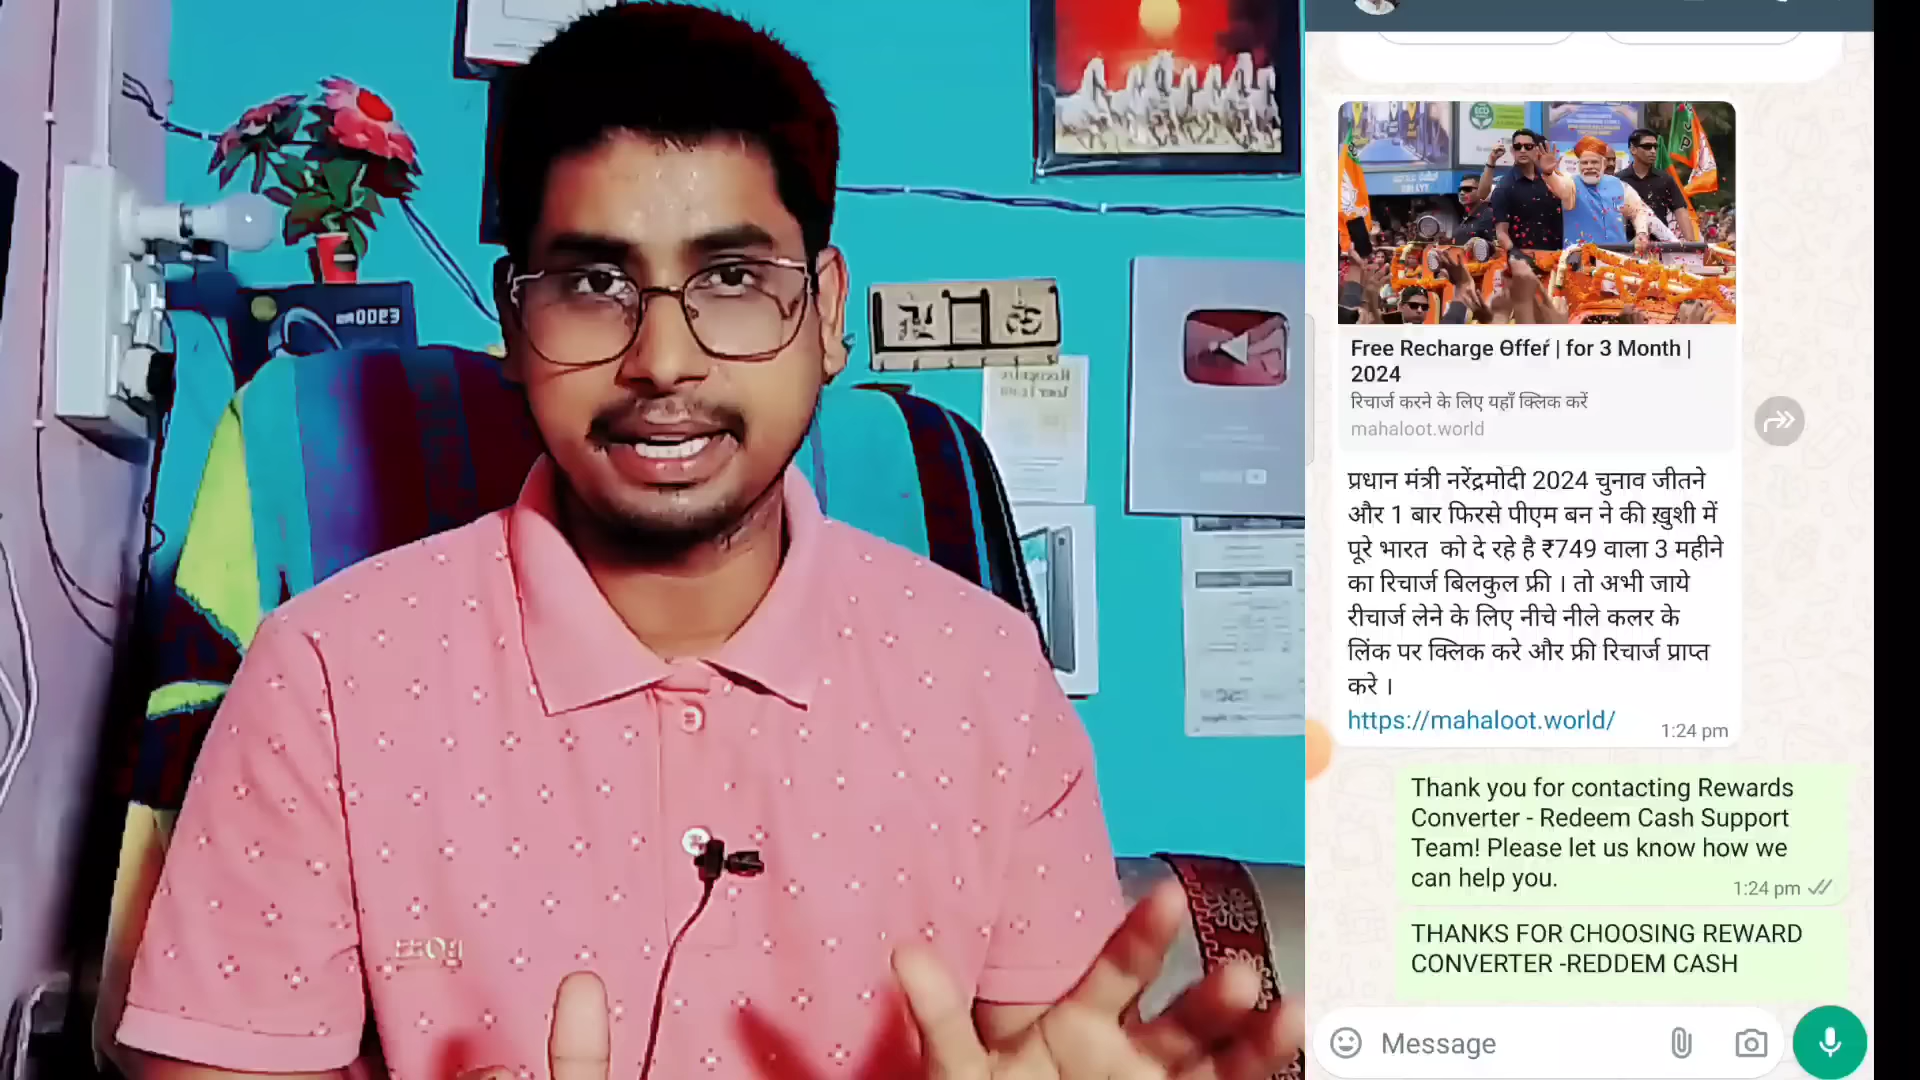 Free Recharge Өffeŕ | for 3 Month |
2024
रिचार्ज करने के लिए यहाँ क्लिक करें
mahaloot.world
प्रधान मंत्री नरेंद्रमोदी 2024 चुनाव जीतने
और 1 बार फिरसे पीएम बन ने की ख़ुशी में
पूरे भारत को दे रहे है ₹749 वाला 3 महीने
का रिचार्ज बिलकुल फ्री । तो अभी जाये
रीचार्ज लेने के लिए नीचे नीले कलर के
लिंक पर क्लिक करे और फ्री रिचार्ज प्राप्त
करे ।
https://mahaloot.world/
1:24 pm
Thank you for contacting Rewards
Converter - Redeem Cash Support
Team! Please let us know how we
can help you.
1:24 pm
THANKS FOR CHOOSING REWARD
CONVERTER -REDDEM CASH
Message